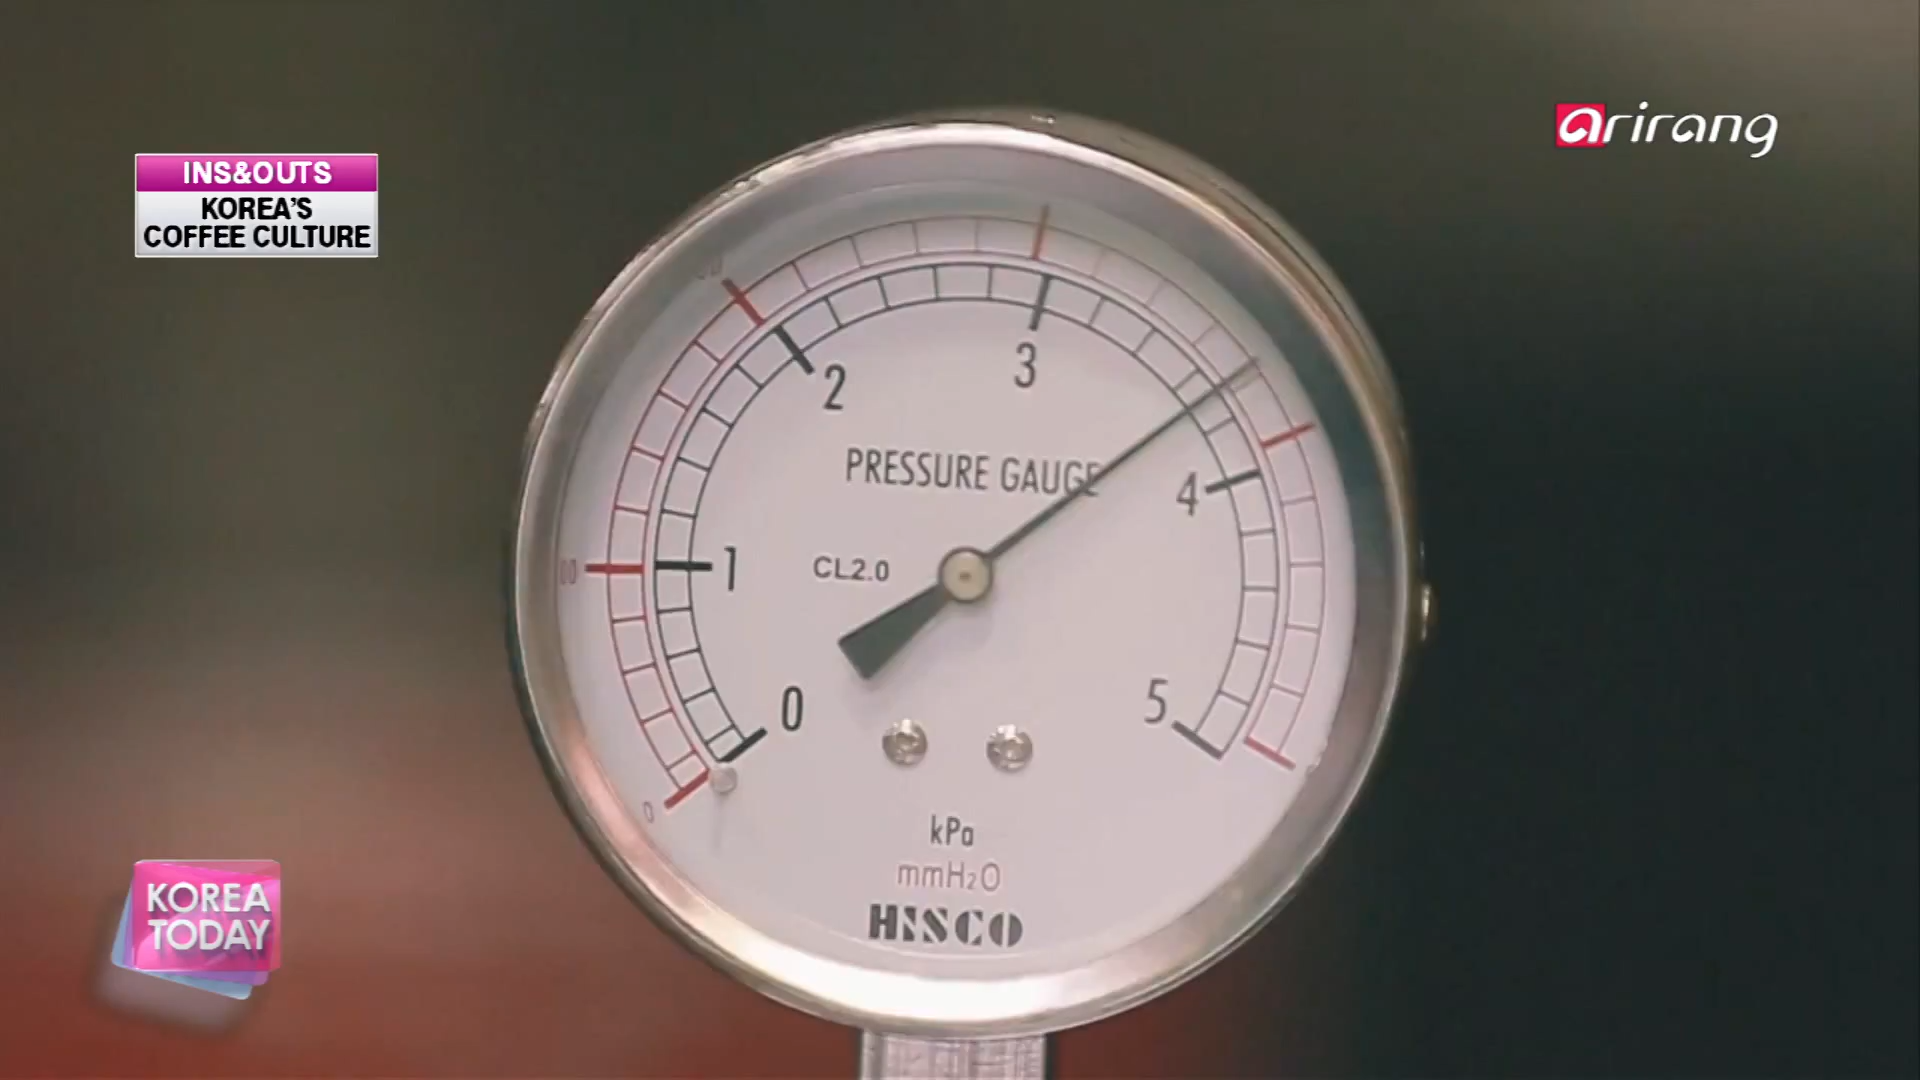 INS&OUTS
KOREA'S
COFFEE CULTURE
arirang
2
3
PRESSURE GAUGE
4
1
CL2.0
0
5
0
kPa
mmH₂O
HISCO
KOREA
TODAY